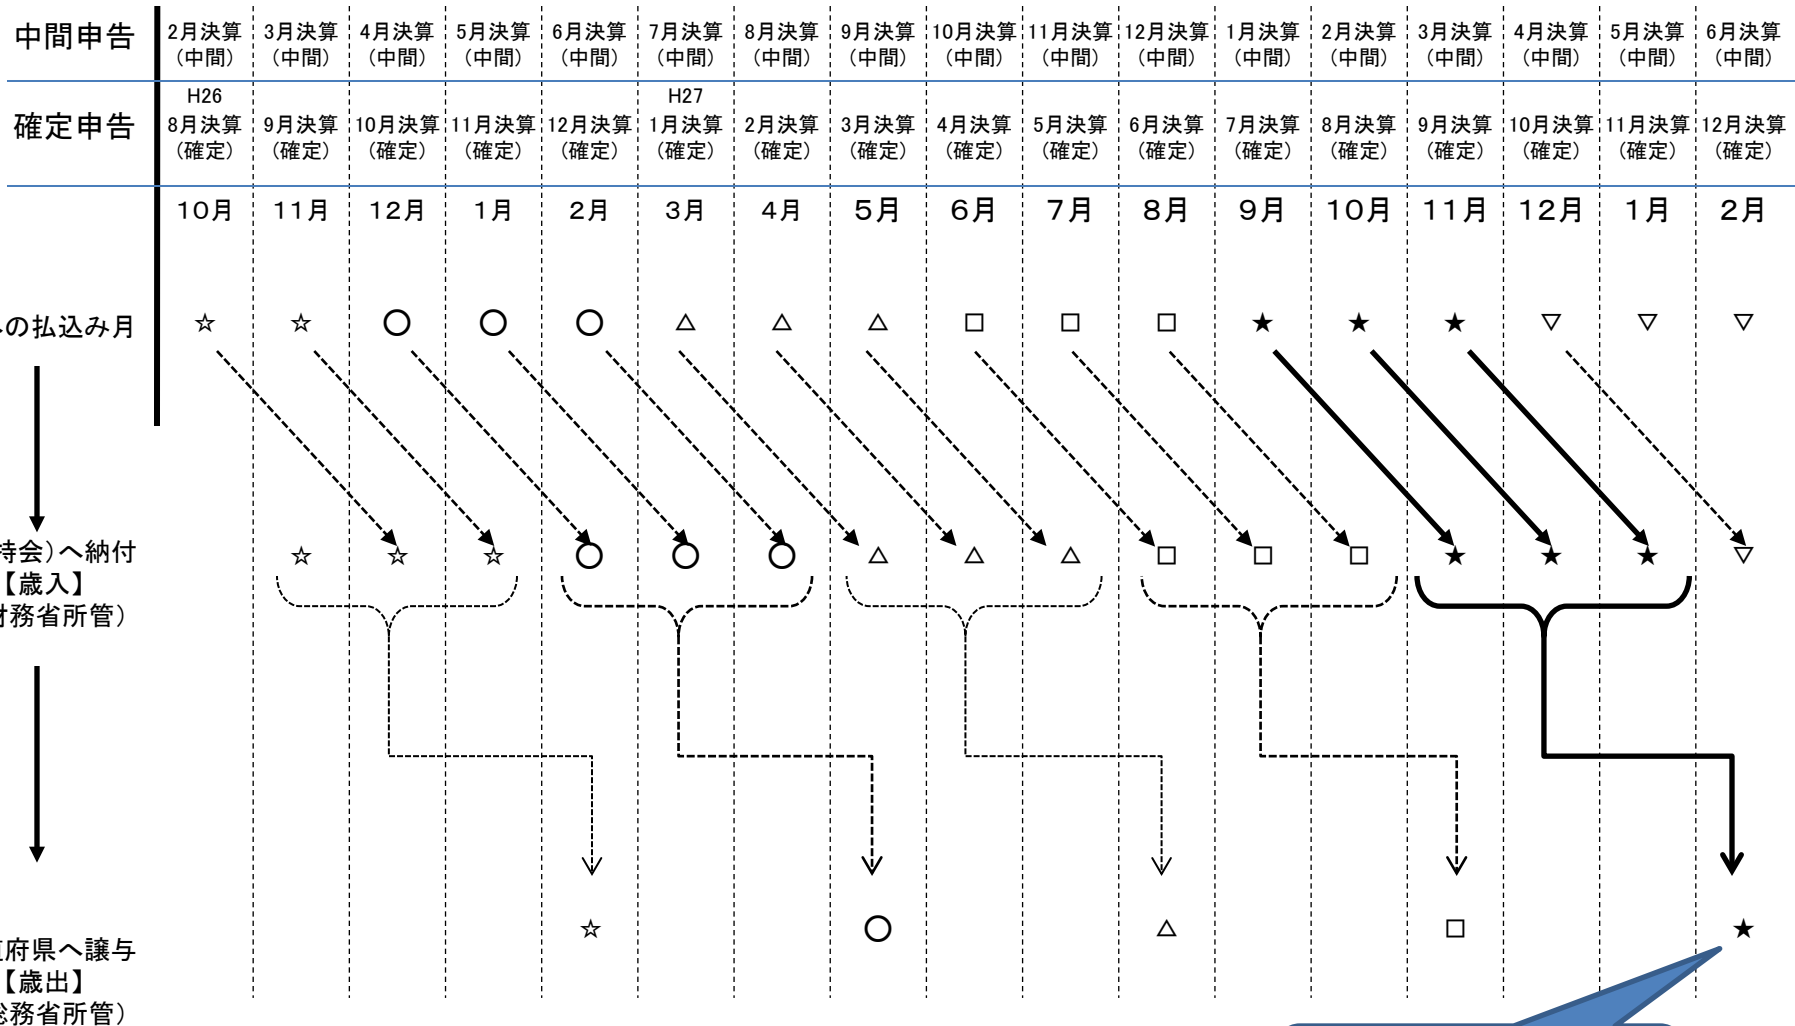 中間申告
2月決算 3月決算 4月決算 5月決算 6月決算 7月決算 8月決算 9月決算 10月決算 11月決算 12月決算 1月決算 2月決算 3月決算 4月決算 5月決算 6月決算
（中間） （中間） （中間） （中間） （中間） （中間） （中間） （中間） （中間） （中間） （中間） （中間） （中間） （中間） （中間） （中間） （中間）
H26 H27
確定申告
8月決算 9月決算 10月決算 11月決算 12月決算 1月決算 2月決算 3月決算 4月決算 5月決算 6月決算 7月決算 8月決算 9月決算 10月決算 11月決算 12月決算
（確定） （確定） （確定） （確定） （確定） （確定） （確定） （確定） （確定） （確定） （確定） （確定） （確定） （確定） （確定） （確定） （確定）
10月 11月 12月 1月 2月 3月 4月 5月 6月 7月 8月 9月 10月 11月 12月 1月 2月
の払込み月 ☆ ☆ ○ ○ ○ △ △ △ □ □ □ ★ ★ ★ ▽ ▽ ▽
持会）へ納付 ☆ ☆ ☆ ○ ○ ○ △ △ △ □ □ □ ★ ★ ★ ▽
【歳入】
財務省所管）
☆ ○ △ □ ★
府県へ譲与
【歳出】
総務省所管）